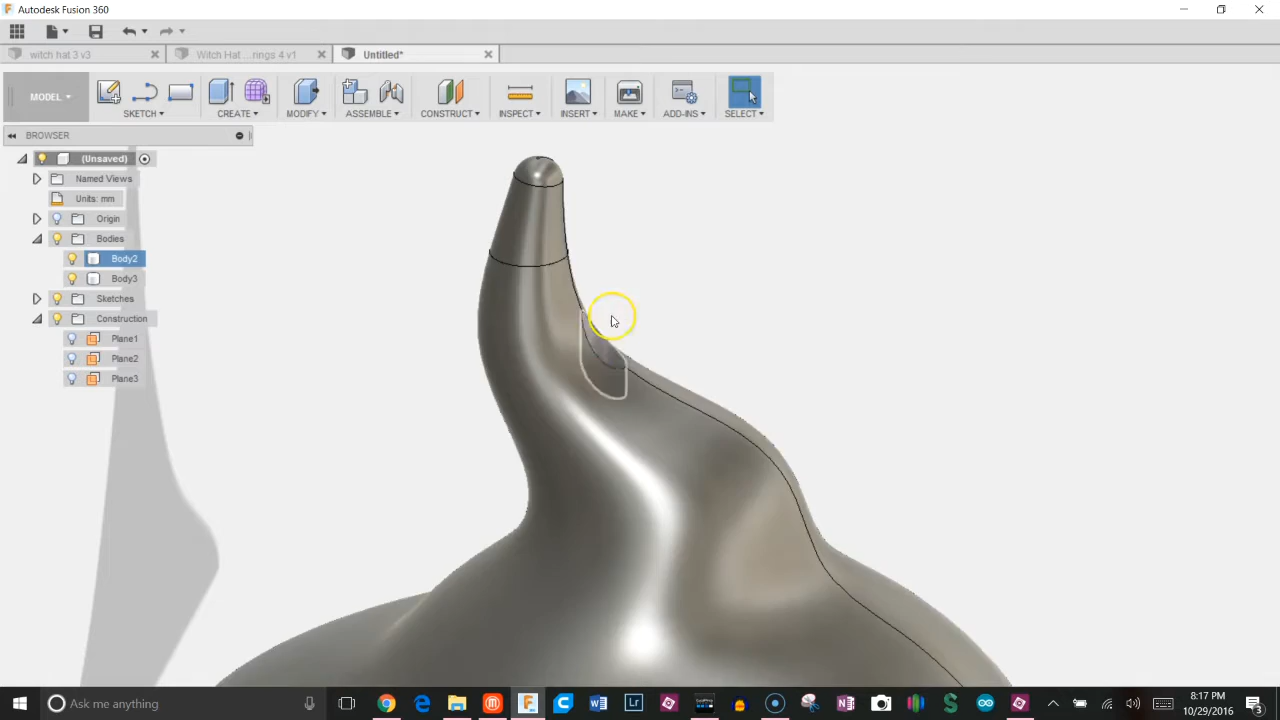 Autodesk Fusion 360
witch hat 3 v3
Witch Hat ...rings 4 v1
Untitled*
MODEL
SKETCH
CREATE
MODIFY
ASSEMBLE
CONSTRUCT
INSPECT
INSERT
MAKE
ADD-INS
SELECT
BROWSER
(Unsaved)
Named Views
Units: mm
Origin
Bodies
Body2
Body3
Sketches
Construction
Plane1
Plane2
Plane3
Ask me anything
8:17 PM
10/29/2016